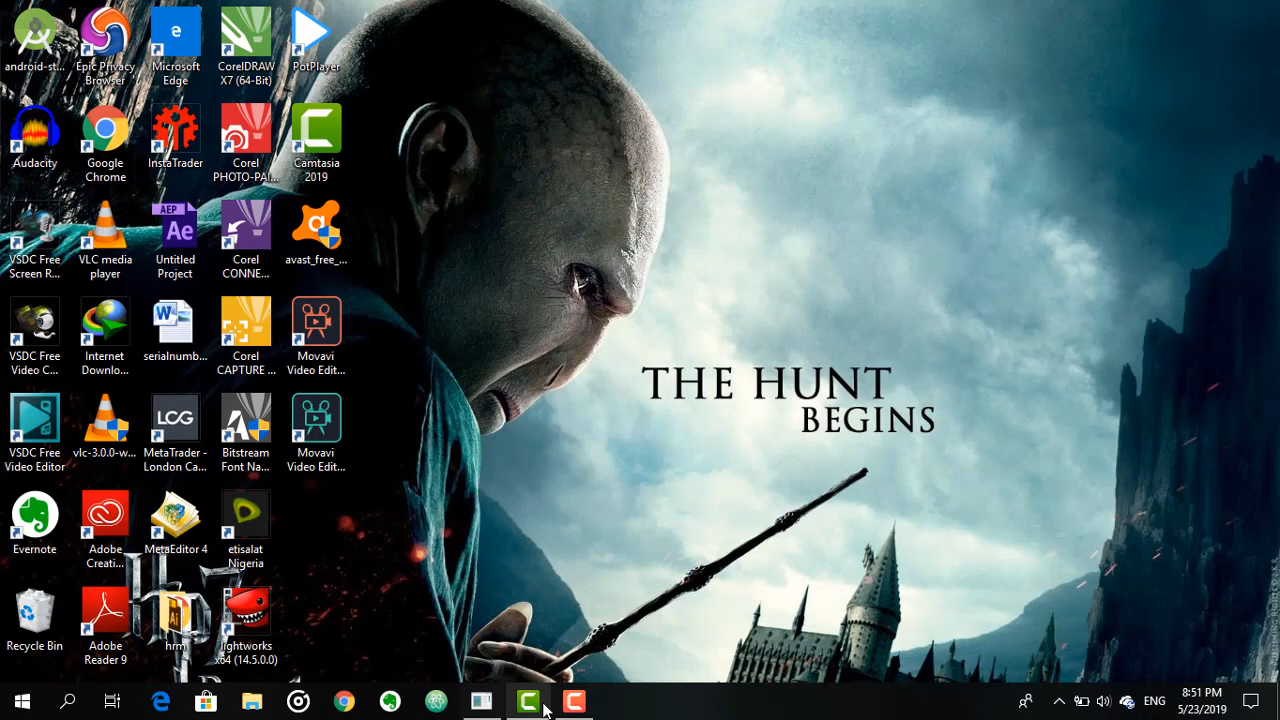 android-st...
Epic Privacy
Browser
Microsoft
Edge
CorelDRAW
X7 (64-Bit)
PotPlayer
Audacity
Google
Chrome
InstaTrader
Corel
PHOTO-PAI...
Camtasia
2019
VSDC Free
Screen R...
VLC media
player
AEP
Ae
Untitled
Project
Corel
CONNE...
avast_free_...
VSDC Free
Video C...
Internet
Downlo...
serialnumb...
Corel
CAPTURE ...
Movavi
Video Edit...
VSDC Free
Video Editor
vlc-3.0.0-w...
LCG
MetaTrader -
London Ca...
Bitstream
Font Na...
Movavi
Video Edit...
THE HUNT
BEGINS
Evernote
Adobe
Creati...
MetaEditor 4
etisalat
Nigeria
Recycle Bin
Adobe
Reader 9
Ai
hrm
lightworks
x64 (14.5.0.0)
ENG
8:51 PM
5/23/2019